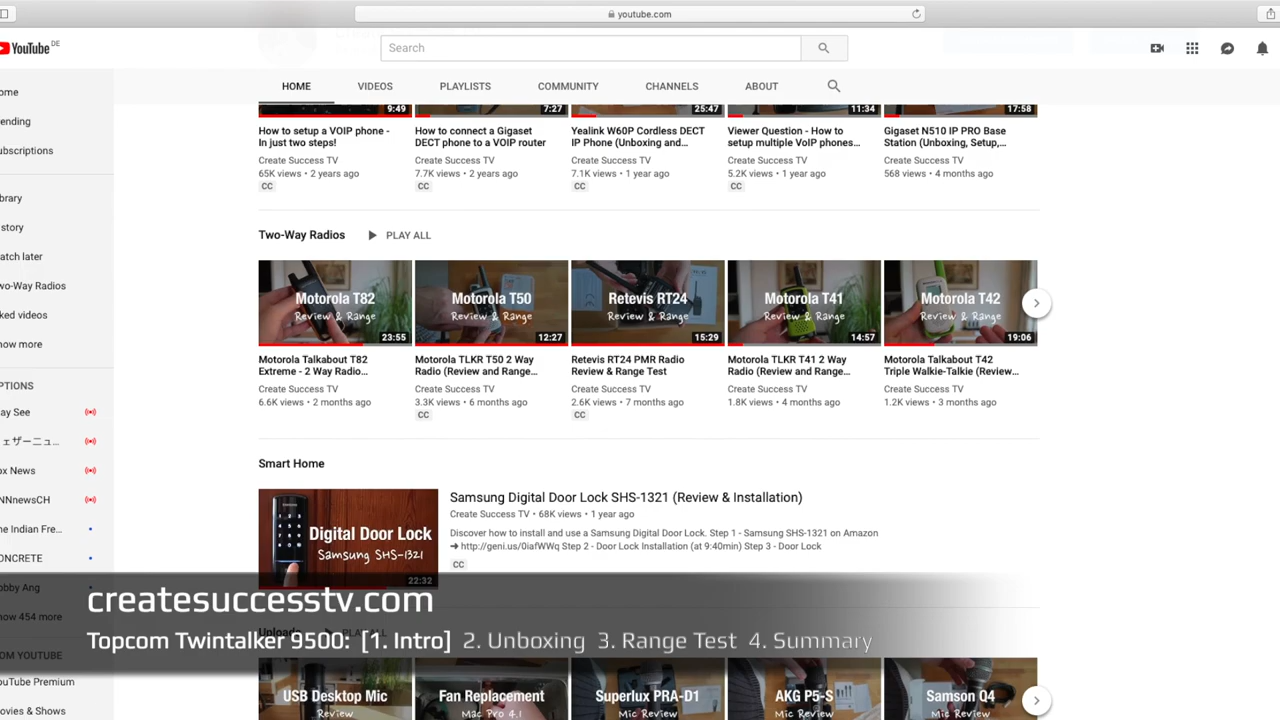 youtube.com
YouTube DE
Search
HOME VIDEOS PLAYLISTS COMMUNITY CHANNELS ABOUT
ome
ending
ubscriptions
brary
story
atch later
wo-Way Radios
ked videos
how more
PTIONS
ay See
ェザーニュ...
ox News
NNnewsCH
he Indian Fre...
ONCRETE
obby Ang
how 454 more
OM YOUTUBE
ouTube Premium
ovies & Shows
9:49
7:27
25:47
11:34
17:58
How to setup a VOIP phone -
In just two steps!
Create Success TV
65K views • 2 years ago
CC
How to connect a Gigaset
DECT phone to a VOIP router
Create Success TV
7.7K views • 2 years ago
CC
Yealink W60P Cordless DECT
IP Phone (Unboxing and...
Create Success TV
7.1K views • 1 year ago
CC
Viewer Question - How to
setup multiple VoIP phones...
Create Success TV
5.2K views • 1 year ago
CC
Gigaset N510 IP PRO Base
Station (Unboxing, Setup,...
Create Success TV
568 views • 4 months ago
Two-Way Radios PLAY ALL
Motorola T82
Review & Range
23:55
Motorola T50
Review & Range
12:27
Retevis RT24
Review & Range
15:29
Motorola T41
Review & Range
14:57
Motorola T42
Review & Range
19:06
Motorola Talkabout T82
Extreme - 2 Way Radio...
Create Success TV
6.6K views • 2 months ago
Motorola TLKR T50 2 Way
Radio (Review and Range...
Create Success TV
3.3K views • 6 months ago
CC
Retevis RT24 PMR Radio
Review & Range Test
Create Success TV
2.6K views • 7 months ago
CC
Motorola TLKR T41 2 Way
Radio (Review and Range...
Create Success TV
1.8K views • 4 months ago
Motorola Talkabout T42
Triple Walkie-Talkie (Review...
Create Success TV
1.2K views • 3 months ago
Smart Home
Digital Door Lock
Samsung SHS-1321
22:32
Samsung Digital Door Lock SHS-1321 (Review & Installation)
Create Success TV • 68K views • 1 year ago
Discover how to install and use a Samsung Digital Door Lock. Step 1 - Samsung SHS-1321 on Amazon
➜ http://geni.us/0iafWWq Step 2 - Door Lock Installation (at 9:40min) Step 3 - Door Lock
CC
createsuccesstv.com
Uploads PLAY ALL
Topcom Twintalker 9500: [1. Intro] 2. Unboxing 3. Range Test 4. Summary
USB Desktop Mic
Review
Fan Replacement
Mac Pro 4.1
Superlux PRA-D1
Mic Review
AKG P5-S
Mic Review
Samson Q4
Mic Review